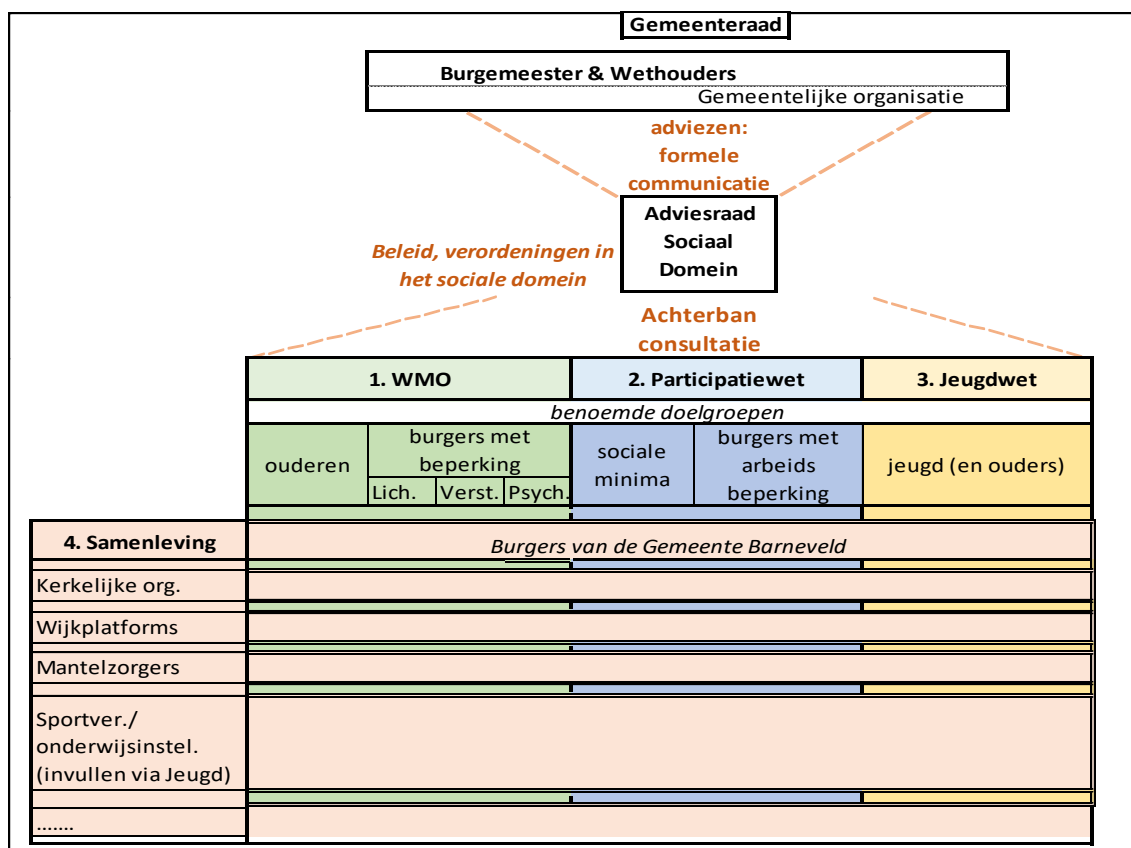 Gemeenteraad
Burgemeester & Wethouders
Gemeentelijke organisatie
adviezen:
formele
communicatie
Adviesraad
Sociaal
Domein
Beleid, verordeningen in
het sociale domein
Achterban
consultatie
1. WMO
2. Participatiewet
3. Jeugdwet
benoemde doelgroepen
ouderen
burgers met
beperking
Lich.
Verst.
Psych.
sociale
minima
burgers met
arbeids
beperking
jeugd (en ouders)
4. Samenleving
Burgers van de Gemeente Barneveld
Kerkelijke org.
Wijkplatforms
Mantelzorgers
Sportver./
onderwijsinstel.
(invullen via Jeugd)
.......